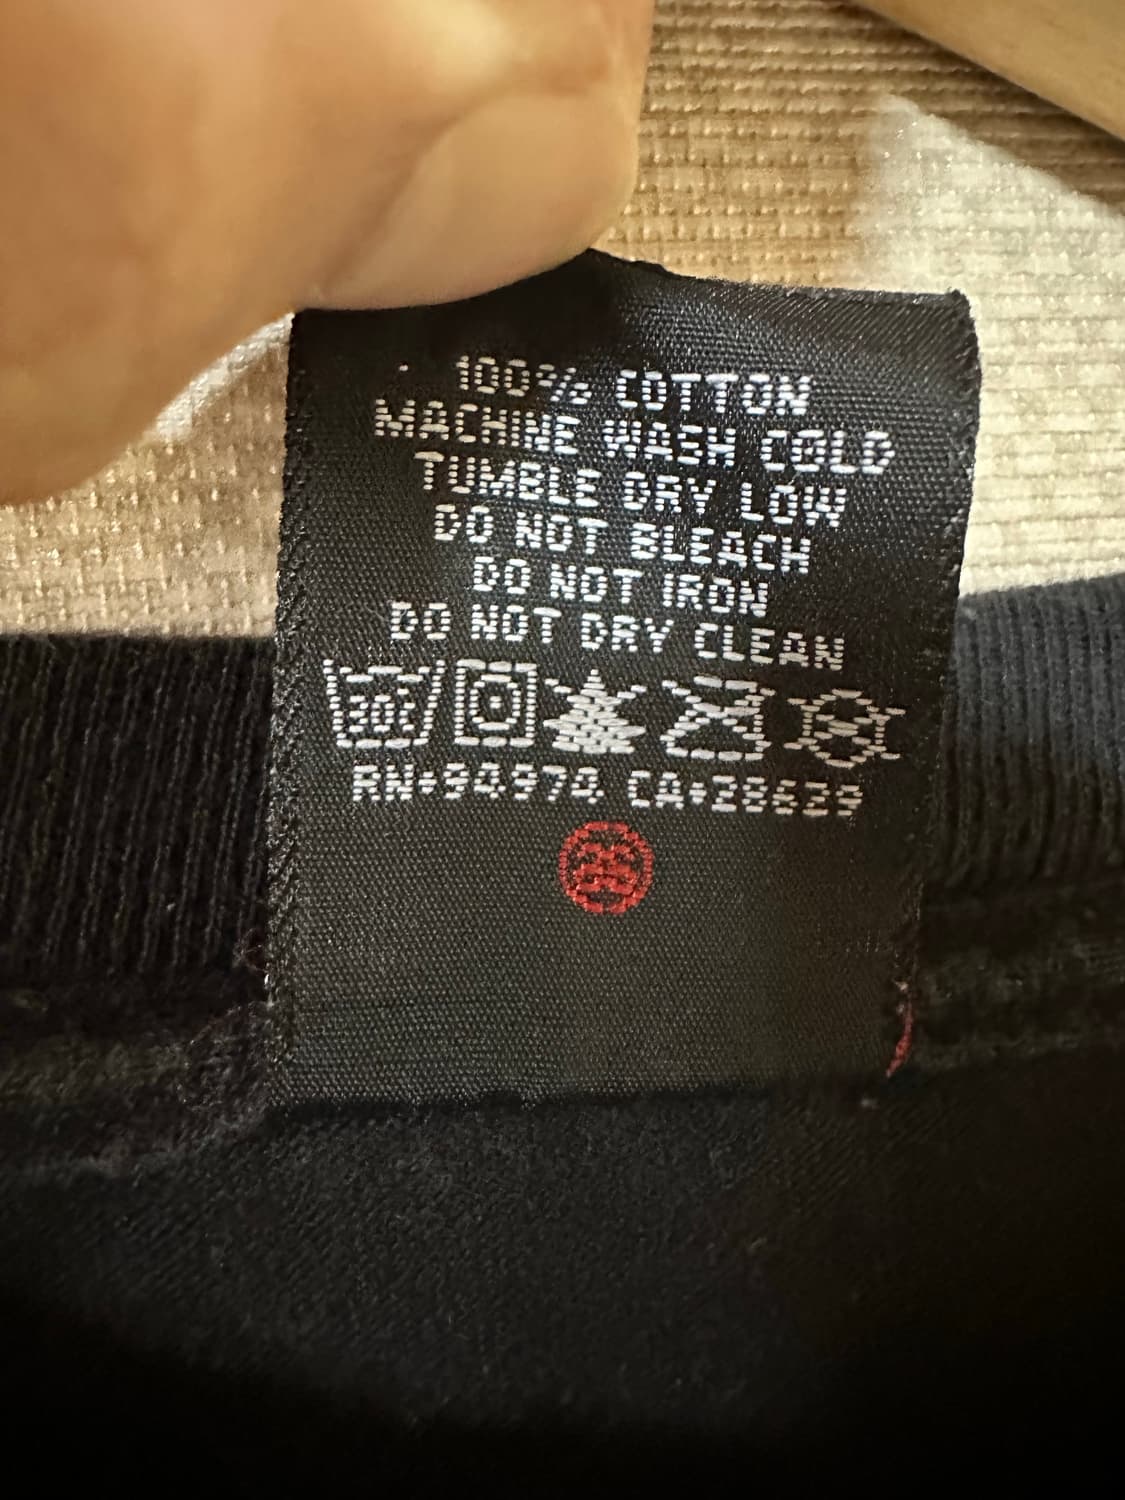 100% COTTON
MACHINE WASH COLD
TUMBLE DRY LOW
DO NOT BLEACH
DO NOT IRON
DO NOT DRY CLEAN
30C
RN•94974 CA•28629